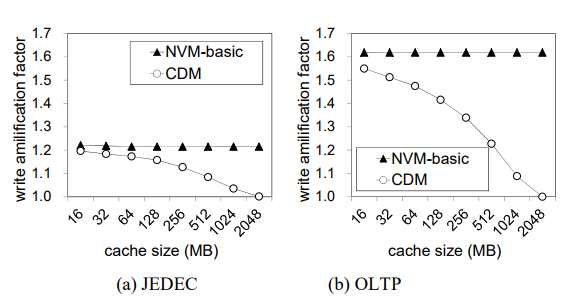 write amilification factor
1.7
1.6
1.5
1.4
1.3
1.2
1.1
1.0
NVM-basic
CDM
16 32 64 128 256 512 1024 2048
cache size (MB)
(a) JEDEC
write amilification factor
1.7
1.6
1.5
1.4
1.3
1.2
1.1
1.0
NVM-basic
CDM
16 32 64 128 256 512 1024 2048
cache size (MB)
(b) OLTP